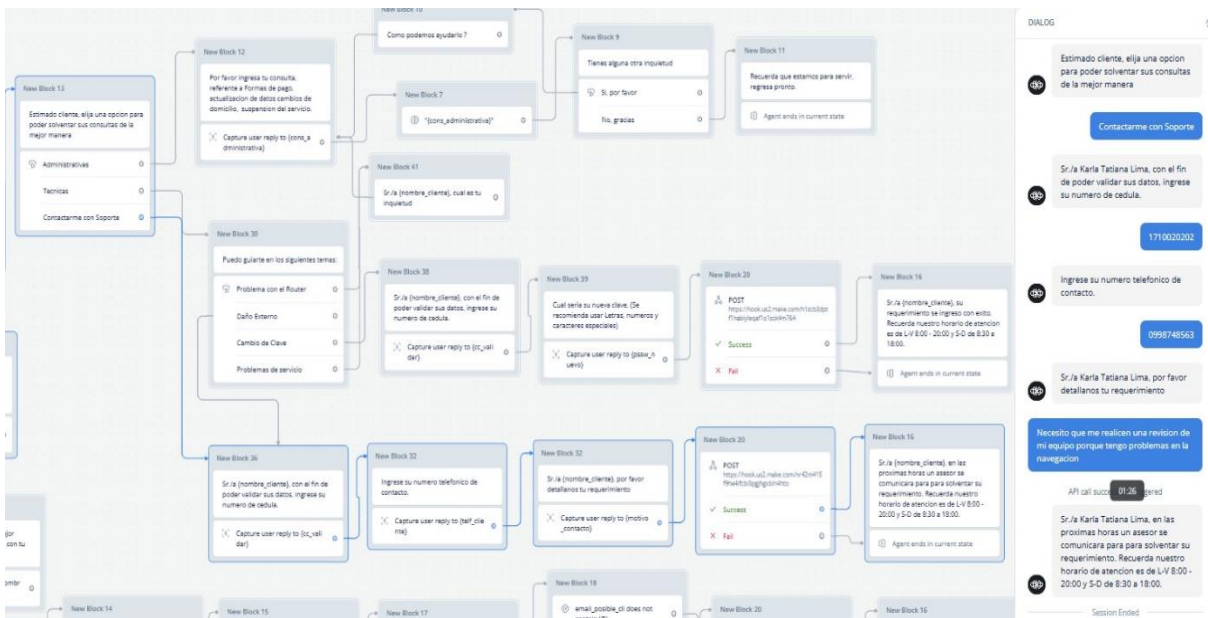 New Block 10
Como podemos ayudarlo ?
New Block 12
Por favor ingresa tu consulta,
referente a Formas de pago,
actualizacion de datos cambios de
domicilio, suspension del servicio.
Capture user reply to {cons_a
dministrativa}
New Block 9
Tienes alguna otra inquietud
Si, por favor
No, gracias
New Block 11
Recuerda que estamos para servir,
regresa pronto.
Agent ends in current state
New Block 13
Estimado cliente, elija una opcion para
poder solventar sus consultas de la
mejor manera
Administrativas
Tecnicas
Contactarme con Soporte
New Block 7
"{cons_administrativa}"
New Block 41
Sr./a {nombre_cliente}, cual es tu
inquietud
New Block 30
Puedo guiarte en los siguientes temas:
Problema con el Router
Daño Externo
Cambio de Clave
Problemas de servicio
New Block 38
Sr./a {nombre_cliente}, con el fin de
poder validar sus datos, ingrese su
numero de cedula.
Capture user reply to {cc_vali
dar}
New Block 39
Cual seria su nueva clave, (Se
recomienda usar Letras, numeros y
caracteres especiales)
Capture user reply to {pssw_n
uevo}
New Block 20
POST
Success
Fail
New Block 16
Sr./a {nombre_cliente}, su
requerimiento se ingreso con exito.
Recuerda nuestro horario de atencion
es de L-V 8:00 - 20:00 y S-D de 8:30 a
18:00.
Agent ends in current state
New Block 36
Sr./a {nombre_cliente}, con el fin de
poder validar sus datos, ingrese su
numero de cedula.
Capture user reply to {cc_vali
dar}
New Block 32
Ingrese su numero telefonico de
contacto.
Capture user reply to {telf_clie
nte}
New Block 32
Sr./a {nombre_cliente}, por favor
detallanos tu requerimiento
Capture user reply to {motivo
_contacto}
New Block 20
POST
Success
Fail
New Block 16
Sr./a {nombre_cliente}, en las
proximas horas un asesor se
comunicara para para solventar su
requerimiento. Recuerda nuestro
horario de atencion es de L-V 8:00 -
20:00 y S-D de 8:30 a 18:00.
Agent ends in current state
con tu
New Block 14
New Block 15
New Block 17
New Block 18
email_posible_cli does not
New Block 20
New Block 16
DIALOG
Estimado cliente, elija una opcion
para poder solventar sus consultas
de la mejor manera
Contactarme con Soporte
Sr./a Karla Tatiana Lima, con el fin
de poder validar sus datos, ingrese
su numero de cedula.
1710020202
Ingrese su numero telefonico de
contacto.
0998748563
Sr./a Karla Tatiana Lima, por favor
detallanos tu requerimiento
Necesito que me realicen una revision de
mi equipo porque tengo problemas en la
navegacion
API call succe 01:26 gered
Sr./a Karla Tatiana Lima, en las
proximas horas un asesor se
comunicara para para solventar su
requerimiento. Recuerda nuestro
horario de atencion es de L-V 8:00 -
20:00 y S-D de 8:30 a 18:00.
Session Ended